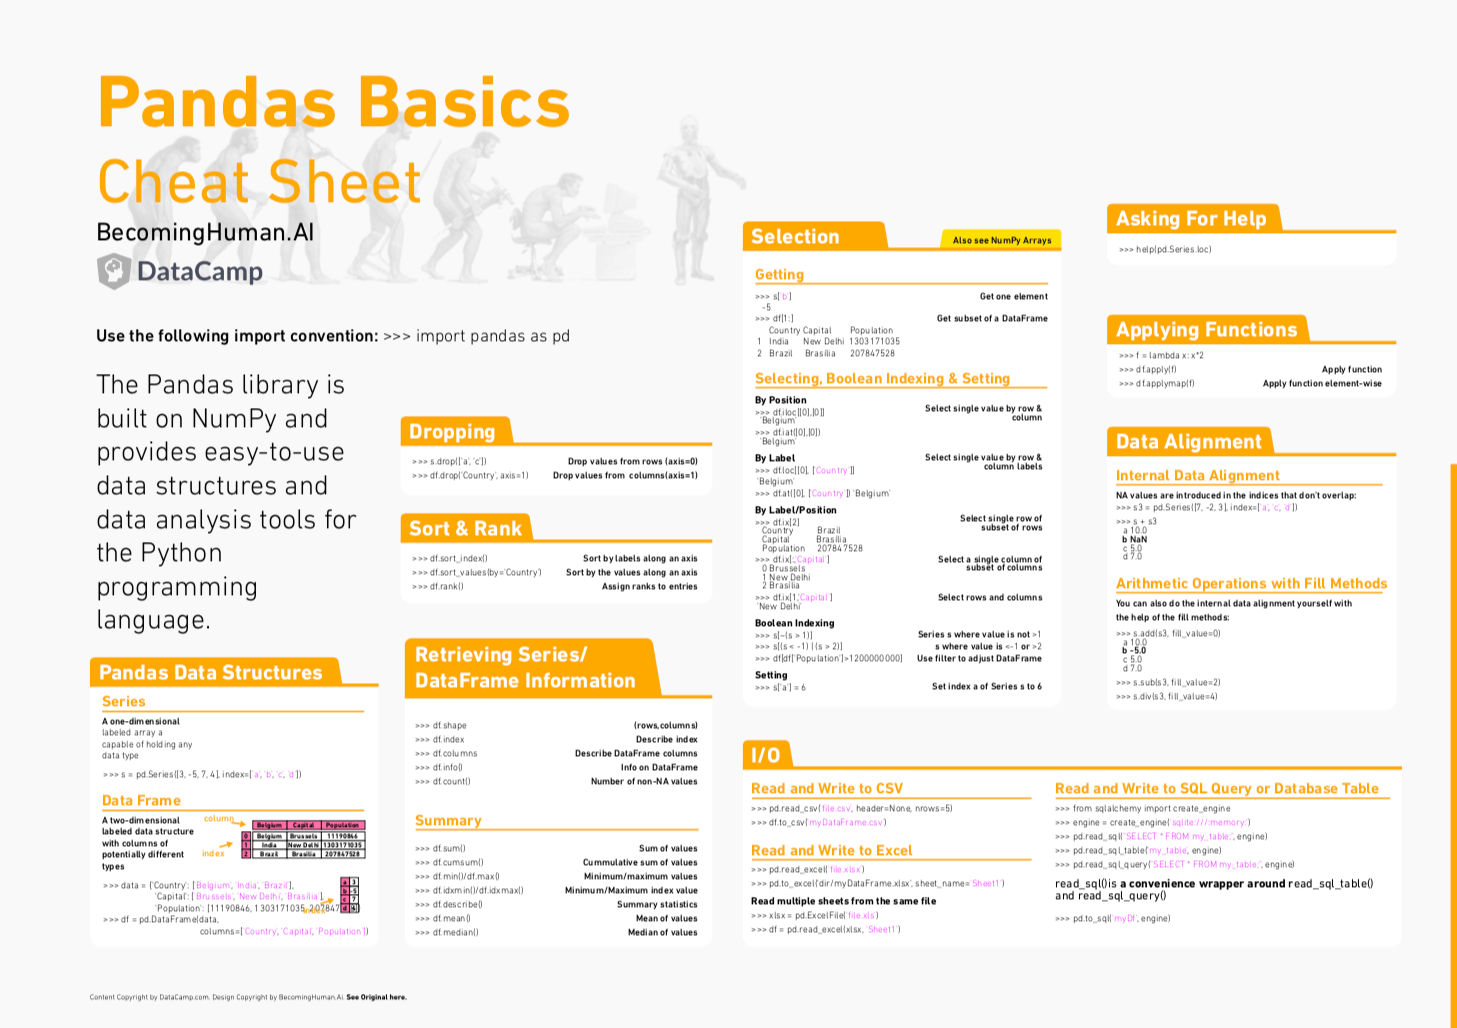 Pandas Basics
Cheat Sheet
BecomingHuman.AI
DataCamp
Use the following import convention: >>> import pandas as pd
The Pandas library is
built on NumPy and
provides easy-to-use
data structures and
data analysis tools for
the Python
programming
language.
Pandas Data Structures
Series
A one-dimensional
labeled array a
capable of holding any
data type
>>> s = pd.Series([3, -5, 7, 4], index=['a', 'b', 'c', 'd'])
Data Frame
A two-dimensional
labeled data structure
with columns of
potentially different
types
column
index
Belgium Capital Population
0 Belgium Brussels 11190846
1 India New Delhi 1303171035
2 Brazil Brasilia 207847528
>>> data = {'Country': ['Belgium', 'India', 'Brazil'],
'Capital': ['Brussels', 'New Delhi', 'Brasilia'],
'Population': [11190846, 1303171035, 207847
a 3
b -5
c 7
d 4
>>> df = pd.DataFrame(data,
columns=['Country', 'Capital', 'Population'])
Dropping
>>> s.drop(['a', 'c']) Drop values from rows (axis=0)
>>> df.drop('Country', axis=1) Drop values from columns(axis=1)
Sort & Rank
>>> df.sort_index() Sort by labels along an axis
>>> df.sort_values(by='Country') Sort by the values along an axis
>>> df.rank() Assign ranks to entries
Retrieving Series/
DataFrame Information
>>> df.shape (rows,columns)
>>> df.index Describe index
>>> df.columns Describe DataFrame columns
>>> df.info() Info on DataFrame
>>> df.count() Number of non-NA values
Summary
>>> df.sum() Sum of values
>>> df.cumsum() Cummulative sum of values
>>> df.min()/df.max() Minimum/maximum values
>>> df.idxmin()/df.idxmax() Minimum/Maximum index value
>>> df.describe() Summary statistics
>>> df.mean() Mean of values
>>> df.median() Median of values
Selection
Also see NumPy Arrays
Getting
>>> s['b'] Get one element
-5
>>> df[1:] Get subset of a DataFrame
Country Capital Population
1 India New Delhi 1303171035
2 Brazil Brasilia 207847528
Selecting, Boolean Indexing & Setting
By Position
>>> df.iloc[[0],[0]] Select single value by row &
'Belgium' column
>>> df.iat([0],[0])
'Belgium'
By Label Select single value by row &
>>> df.loc[[0], ['Country']] column labels
'Belgium'
>>> df.at([0], ['Country']) 'Belgium'
By Label/Position
>>> df.ix[2] Select single row of
Country Brazil subset of rows
Capital Brasilia
Population 207847528
>>> df.ix[:,'Capital'] Select a single column of
0 Brussels subset of columns
1 New Delhi
2 Brasilia
>>> df.ix[1,'Capital'] Select rows and columns
'New Delhi'
Boolean Indexing
>>> s[~(s > 1)] Series s where value is not >1
>>> s[(s < -1) | (s > 2)] s where value is <-1 or >2
>>> df[df['Population']>1200000000] Use filter to adjust DataFrame
Setting
>>> s['a'] = 6 Set index a of Series s to 6
Asking For Help
>>> help(pd.Series.loc)
Applying Functions
>>> f = lambda x: x*2
>>> df.apply(f) Apply function
>>> df.applymap(f) Apply function element-wise
Data Alignment
Internal Data Alignment
NA values are introduced in the indices that don't overlap:
>>> s3 = pd.Series([7, -2, 3], index=['a', 'c', 'd'])
>>> s + s3
a 10.0
b NaN
c 5.0
d 7.0
Arithmetic Operations with Fill Methods
You can also do the internal data alignment yourself with
the help of the fill methods:
>>> s.add(s3, fill_value=0)
a 10.0
b -5.0
c 5.0
d 7.0
>>> s.sub(s3, fill_value=2)
>>> s.div(s3, fill_value=4)
I/O
Read and Write to CSV
>>> pd.read_csv('file.csv', header=None, nrows=5)
>>> df.to_csv('myDataFrame.csv')
Read and Write to Excel
>>> pd.read_excel('file.xlsx')
>>> pd.to_excel('dir/myDataFrame.xlsx', sheet_name='Sheet1')
Read multiple sheets from the same file
>>> xlsx = pd.ExcelFile('file.xls')
>>> df = pd.read_excel(xlsx, 'Sheet1')
Read and Write to SQL Query or Database Table
>>> from sqlalchemy import create_engine
>>> engine = create_engine('sqlite:///:memory:')
>>> pd.read_sql("SELECT * FROM my_table;", engine)
>>> pd.read_sql_table('my_table', engine)
>>> pd.read_sql_query("SELECT * FROM my_table;", engine)
read_sql()is a convenience wrapper around read_sql_table()
and read_sql_query()
>>> pd.to_sql('myDf', engine)
Content Copyright by DataCamp.com. Design Copyright by BecomingHuman.Ai. See Original here.